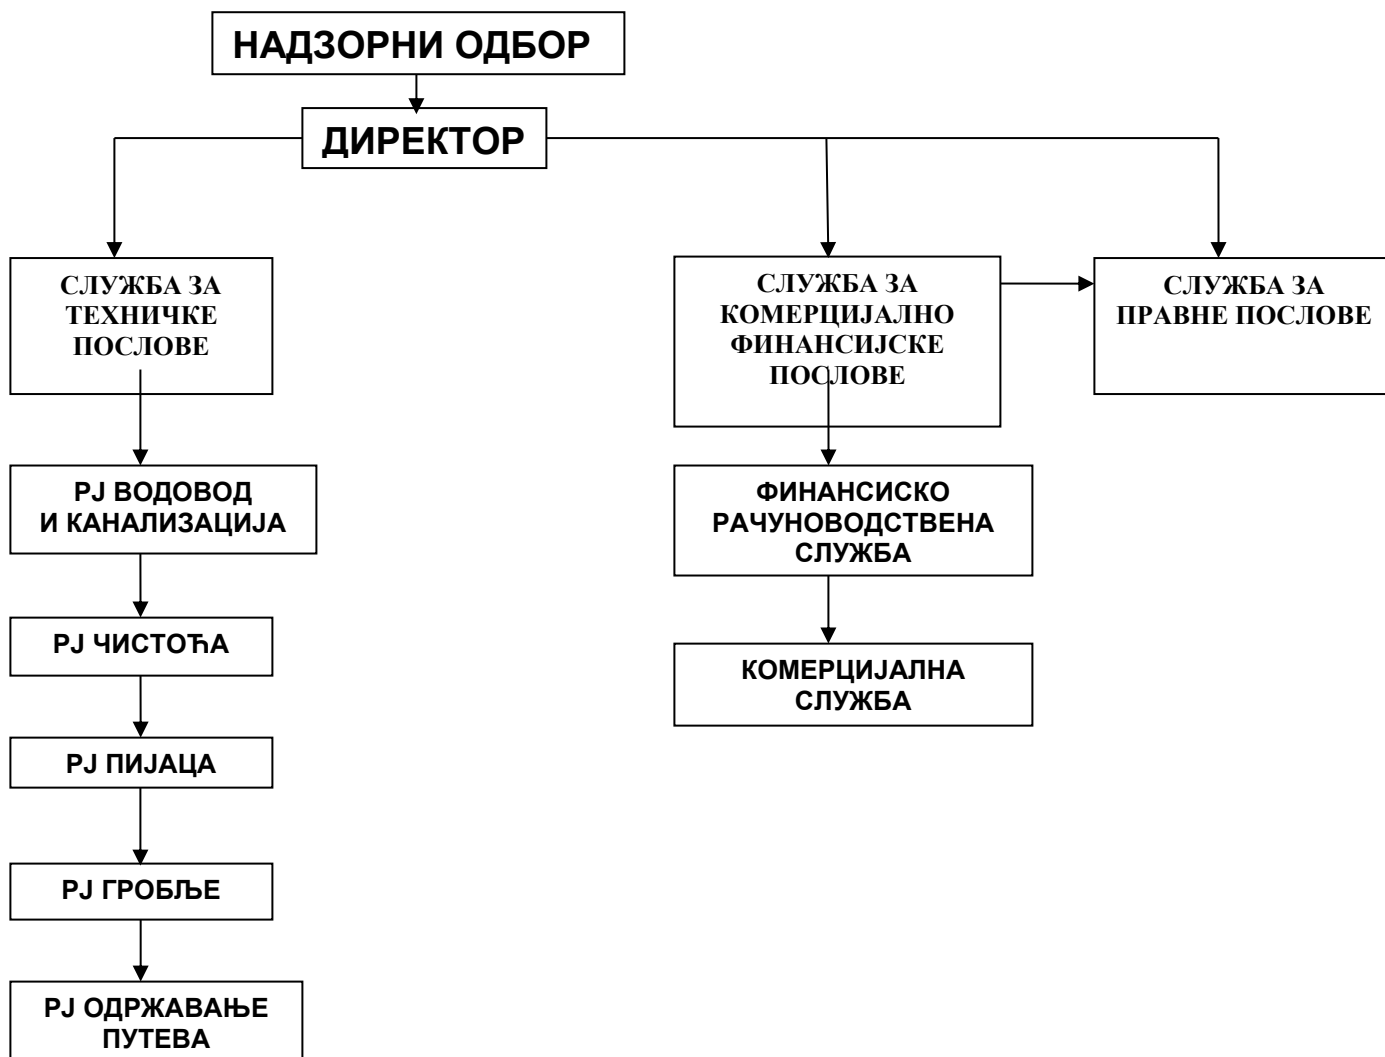 НАДЗОРНИ ОДБОР
ДИРЕКТОР
СЛУЖБА ЗА
ТЕХНИЧКЕ
ПОСЛОВЕ
СЛУЖБА ЗА
КОМЕРЦИЈАЛНО
ФИНАНСИЈСКЕ
ПОСЛОВЕ
СЛУЖБА ЗА
ПРАВНЕ ПОСЛОВЕ
РЈ ВОДОВОД
И КАНАЛИЗАЦИЈА
ФИНАНСИСКО
РАЧУНОВОДСТВЕНА
СЛУЖБА
РЈ ЧИСТОЋА
КОМЕРЦИЈАЛНА
СЛУЖБА
РЈ ПИЈАЦА
РЈ ГРОБЉЕ
РЈ ОДРЖАВАЊЕ
ПУТЕВА